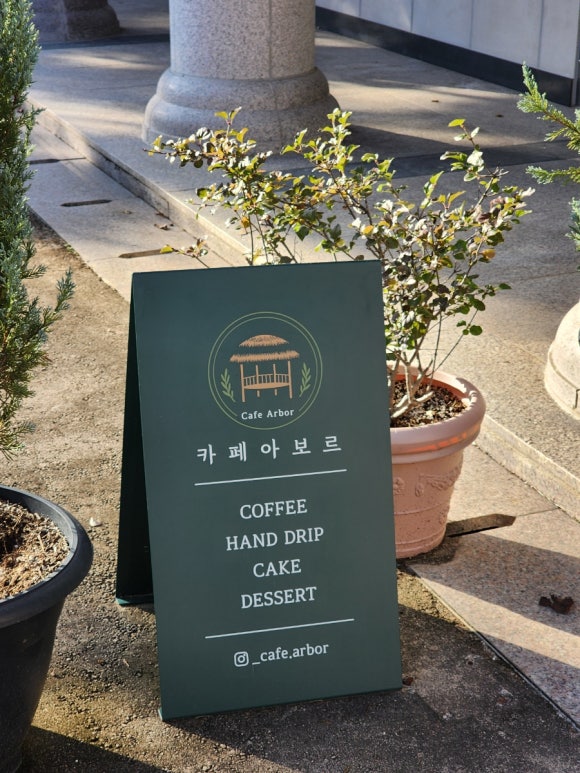 Cafe Arbor
카페아보르
COFFEE
HAND DRIP
CAKE
DESSERT
_cafe.arbor